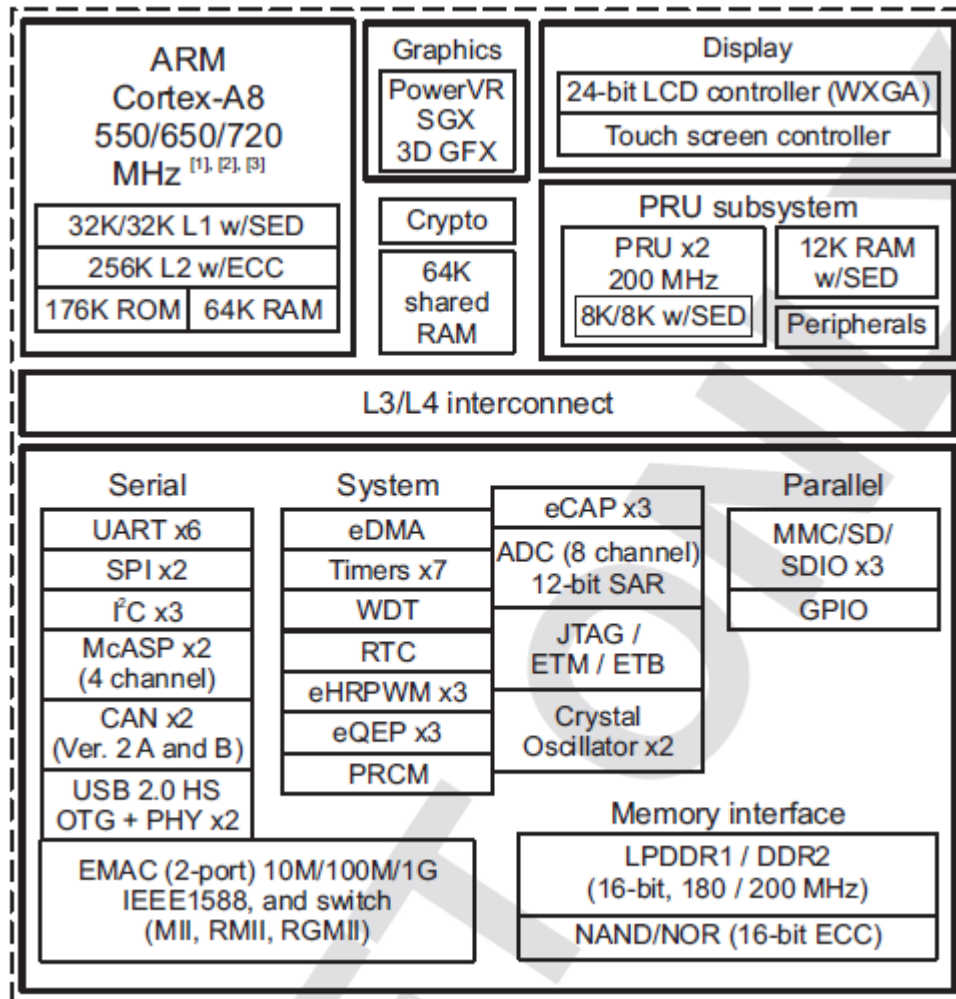 ARM
Cortex-A8
550/650/720
MHz [1], [2], [3]
32K/32K L1 w/SED
256K L2 w/ECC
176K ROM
64K RAM
Graphics
PowerVR
SGX
3D GFX
Crypto
64K
shared
RAM
Display
24-bit LCD controller (WXGA)
Touch screen controller
PRU subsystem
PRU x2
200 MHz
8K/8K w/SED
12K RAM
w/SED
Peripherals
L3/L4 interconnect
Serial
UART x6
SPI x2
I²C x3
McASP x2
(4 channel)
CAN x2
(Ver. 2 A and B)
USB 2.0 HS
OTG + PHY x2
EMAC (2-port) 10M/100M/1G
IEEE1588, and switch
(MII, RMII, RGMII)
System
eDMA
Timers x7
WDT
RTC
eHRPWM x3
eQEP x3
PRCM
eCAP x3
ADC (8 channel)
12-bit SAR
JTAG /
ETM / ETB
Crystal
Oscillator x2
Parallel
MMC/SD/
SDIO x3
GPIO
Memory interface
LPDDR1 / DDR2
(16-bit, 180 / 200 MHz)
NAND/NOR (16-bit ECC)
T ONLY